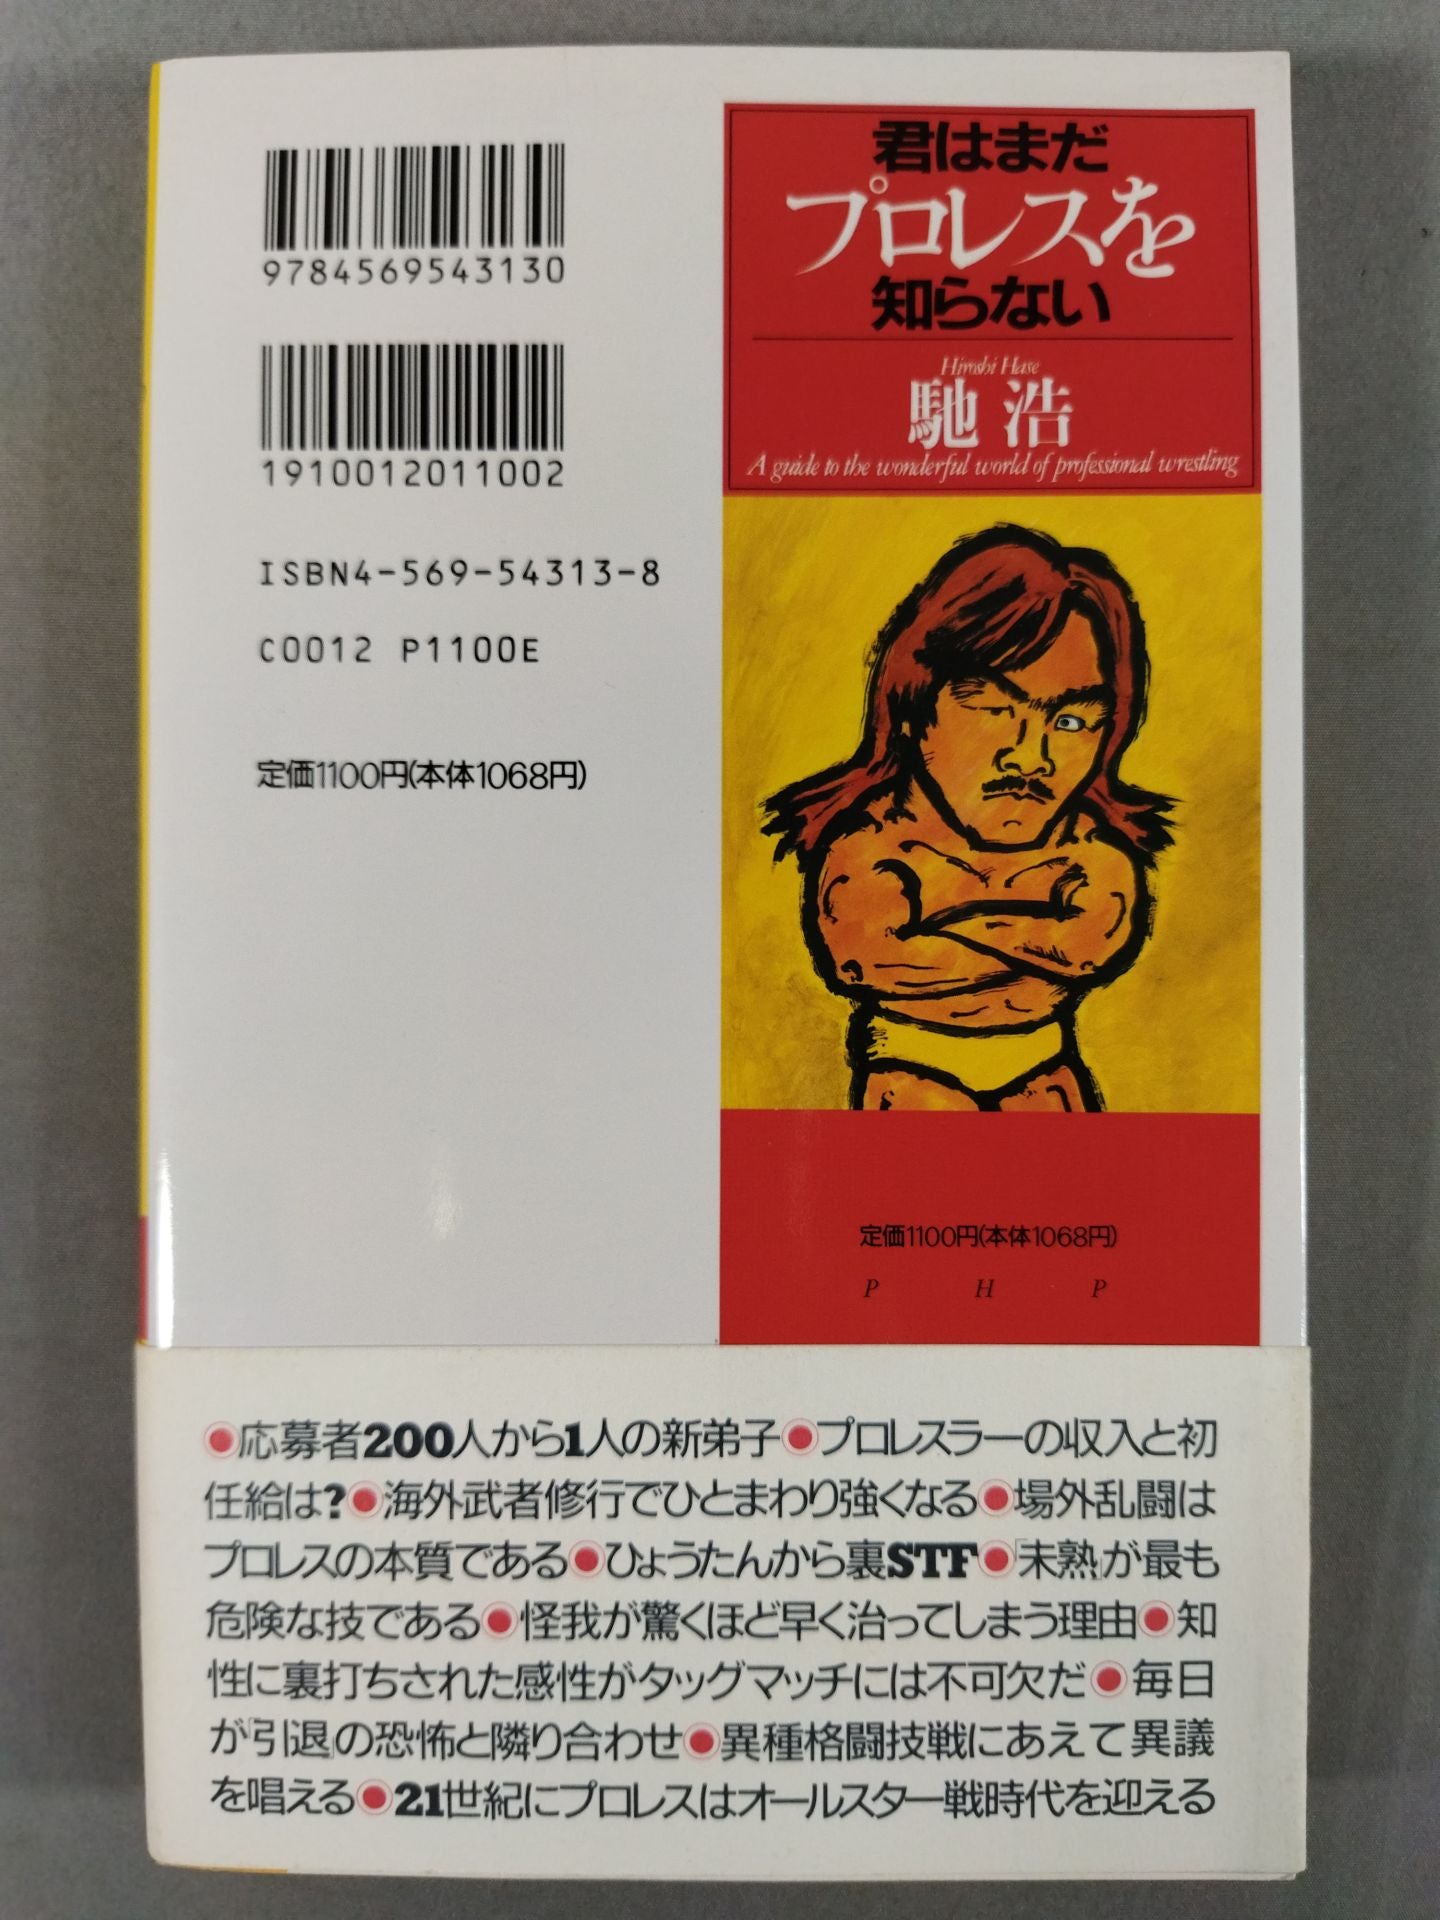 9784569543130
1910012011002
ISBN4-569-54313-8
C0012 P1100E
定価1100円(本体1068円)
君はまだ
プロレスを
知らない
Hiroshi Hase
馳 浩
A guide to the wonderful world of professional wrestling
定価1100円(本体1068円)
P H P
●応募者200人から1人の新弟子●プロレスラーの収入と初
任給は?●海外武者修行でひとまわり強くなる●場外乱闘は
プロレスの本質である●ひょうたんから裏STF●「未熟」が最も
危険な技である●怪我が驚くほど早く治ってしまう理由●知
性に裏打ちされた感性がタッグマッチには不可欠だ●毎日
が「引退」の恐怖と隣り合わせ●異種格闘技戦にあえて異議
を唱える●21世紀にプロレスはオールスター戦時代を迎える